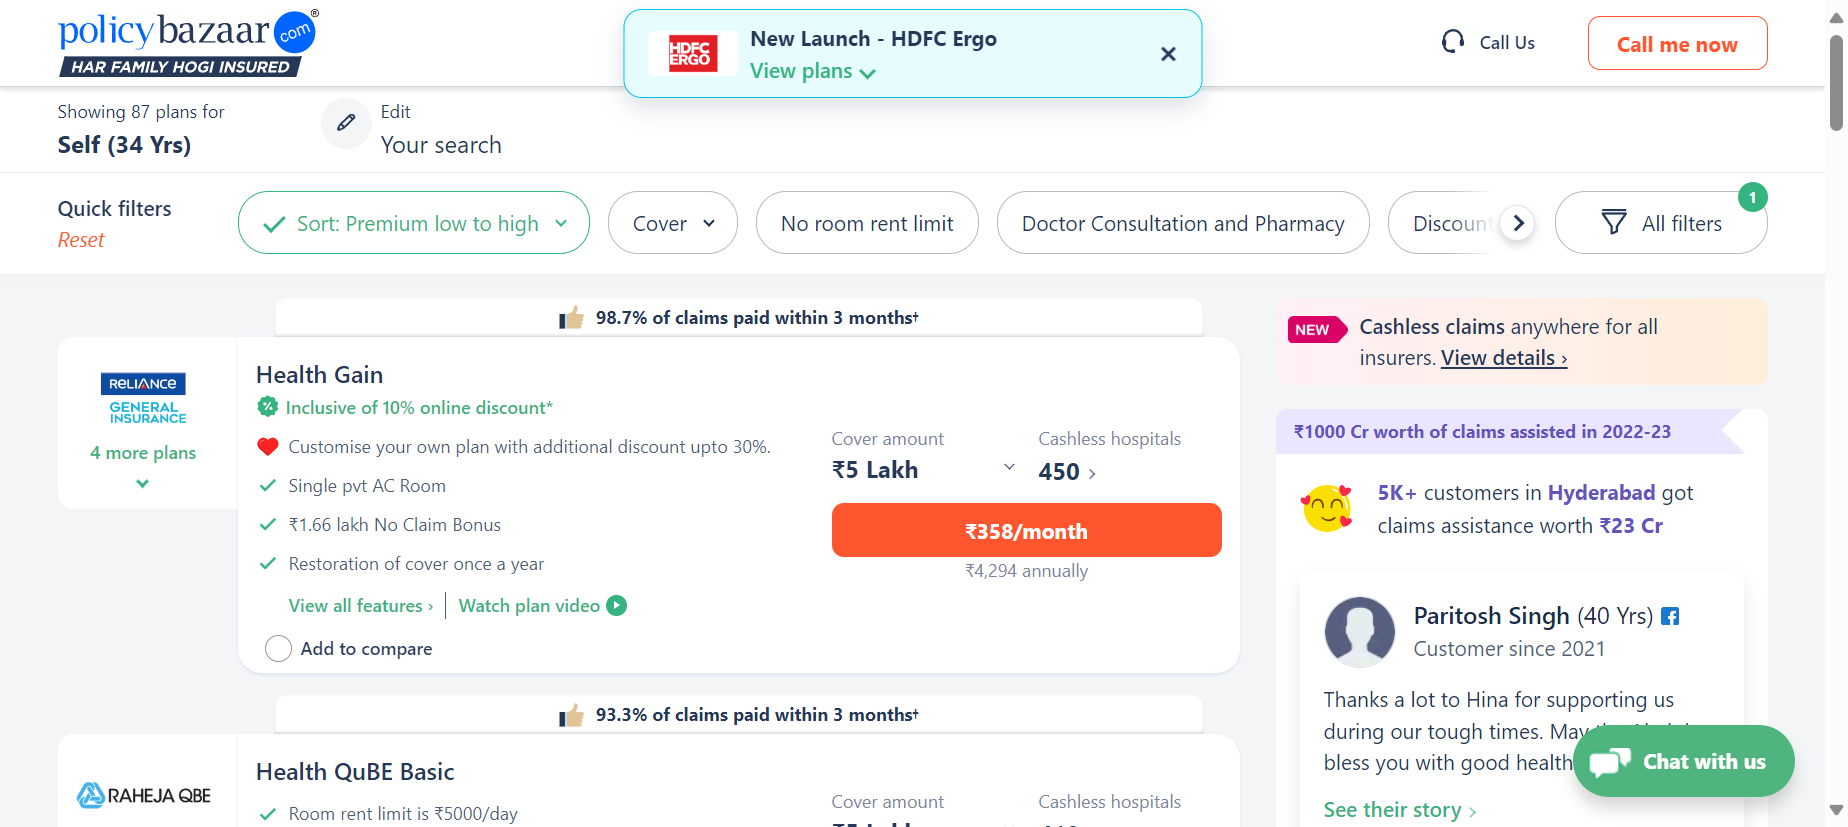 policybazaar.com®
HAR FAMILY HOGI INSURED
HDFC ERGO
New Launch - HDFC Ergo
View plans
Call Us
Call me now
Showing 87 plans for
Self (34 Yrs)
Edit
Your search
Quick filters
Reset
Sort: Premium low to high
Cover
No room rent limit
Doctor Consultation and Pharmacy
Discount
All filters
1
98.7% of claims paid within 3 months†
RELIANCE
GENERAL
INSURANCE
4 more plans
Health Gain
Inclusive of 10% online discount*
Customise your own plan with additional discount upto 30%.
Single pvt AC Room
₹1.66 lakh No Claim Bonus
Restoration of cover once a year
View all features ›
Watch plan video
Add to compare
Cover amount
₹5 Lakh
Cashless hospitals
450 ›
₹358/month
₹4,294 annually
93.3% of claims paid within 3 months†
RAHEJA QBE
Health QuBE Basic
Room rent limit is ₹5000/day
Cover amount
Cashless hospitals
NEW
Cashless claims anywhere for all
insurers. View details ›
₹1000 Cr worth of claims assisted in 2022-23
5K+ customers in Hyderabad got
claims assistance worth ₹23 Cr
Paritosh Singh (40 Yrs)
Customer since 2021
Thanks a lot to Hina for supporting us
during our tough times. May
bless you with good health
See their story ›
Chat with us